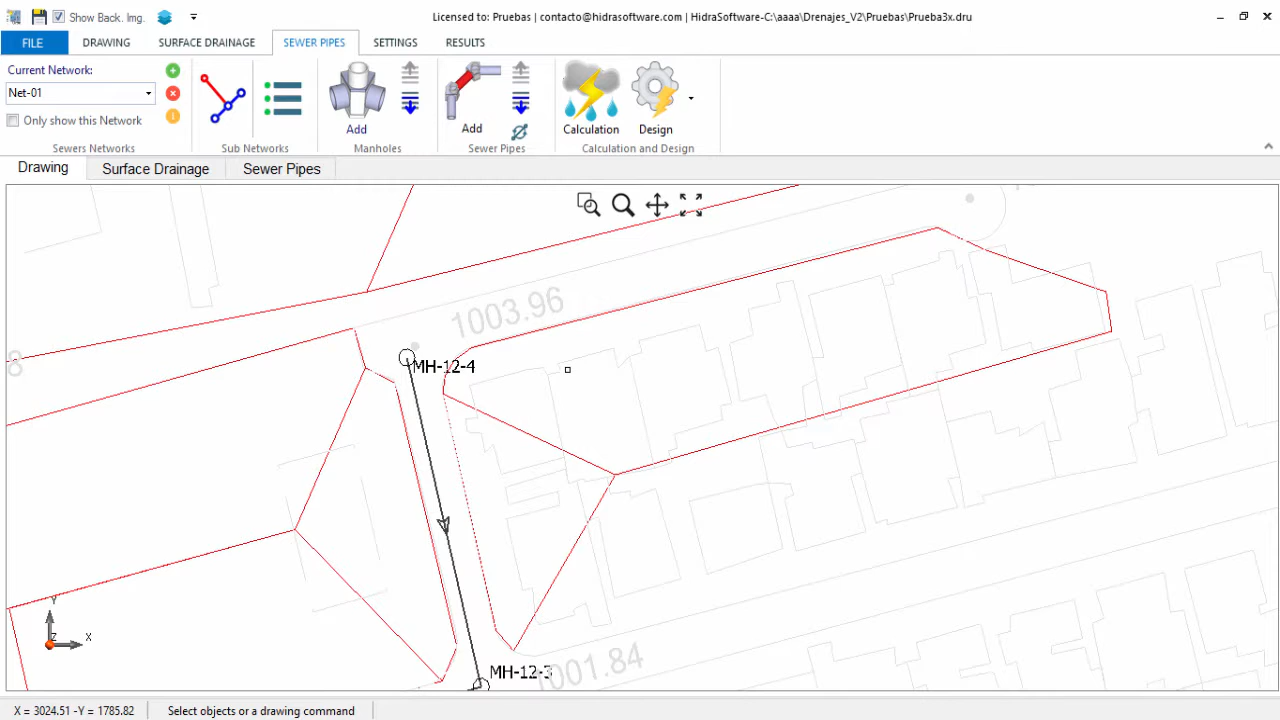 Show Back. Img.
Licensed to: Pruebas | contacto@hidrasoftware.com | HidraSoftware-C:\aaaa\Drenajes_V2\Pruebas\Prueba3x.dru
FILE DRAWING SURFACE DRAINAGE SEWER PIPES SETTINGS RESULTS
Current Network:
Net-01
Only show this Network
Sewers Networks
Sub Networks
Add
Manholes
Add
Sewer Pipes
Calculation Design
Calculation and Design
Drawing Surface Drainage Sewer Pipes
1003.96
8
MH-12-4
MH-12-3
1001.84
Y
Z
X
X = 3024.51 -Y = 1785.82 Select objects or a drawing command